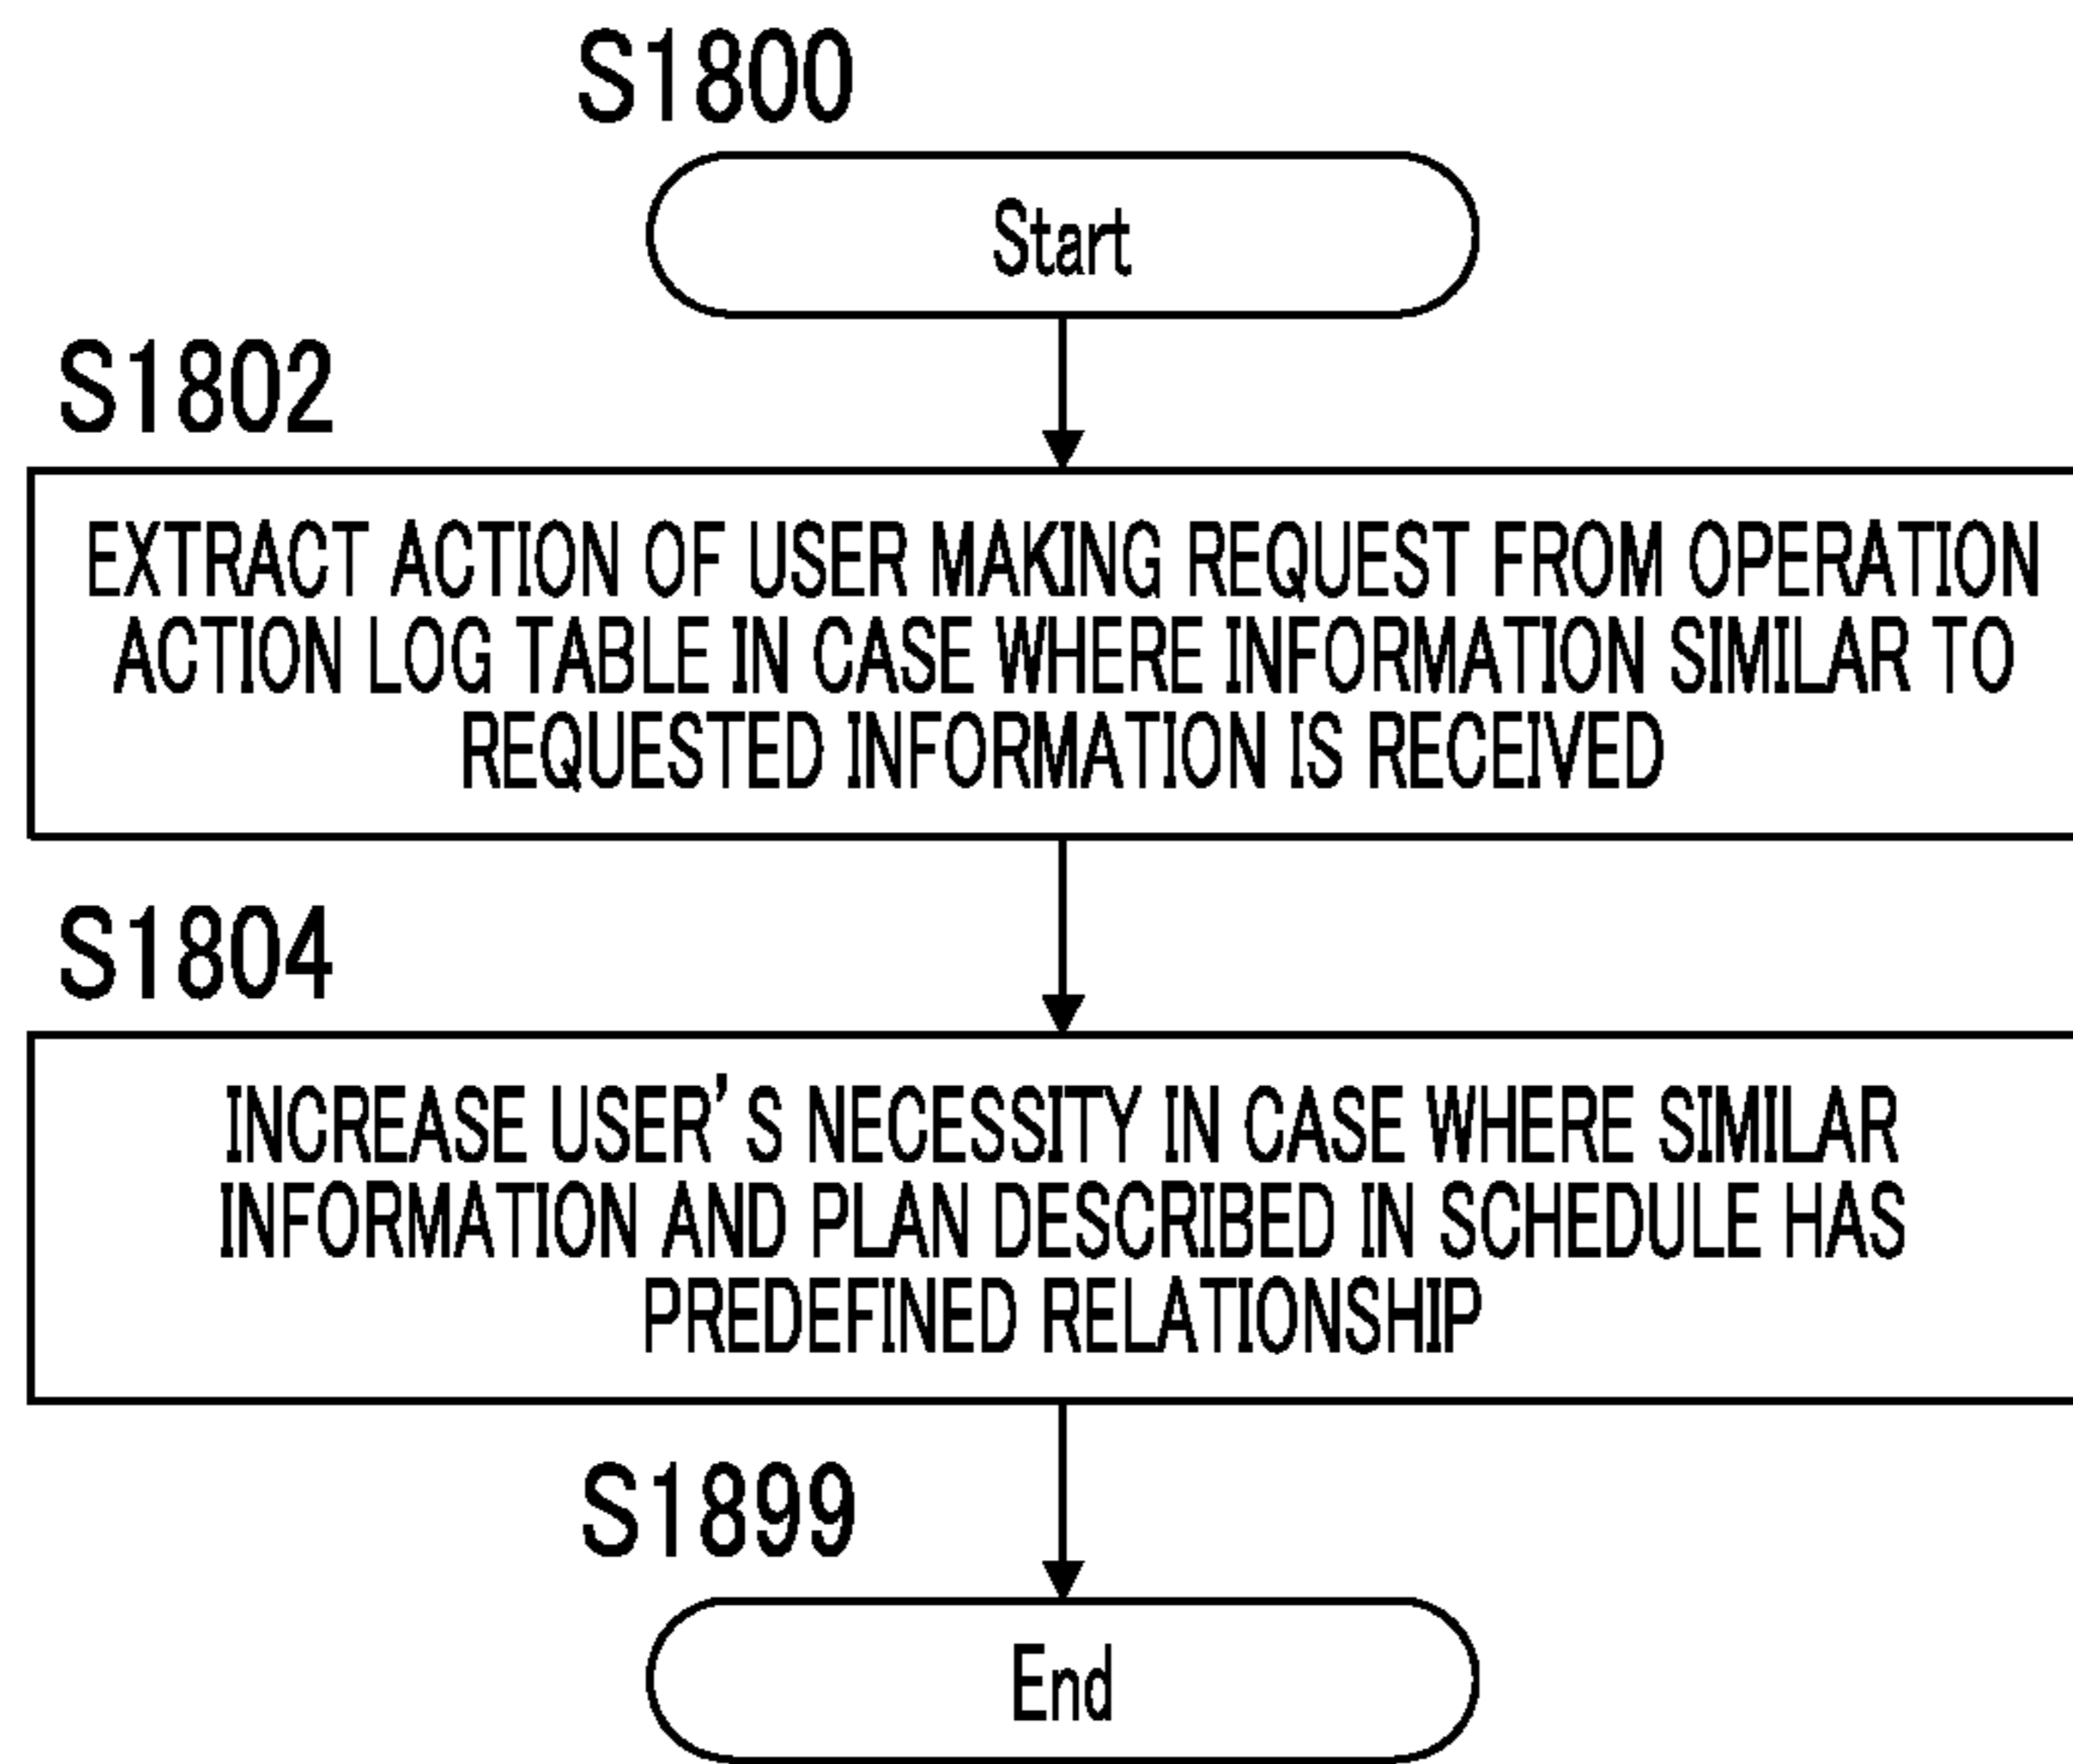 S1800
Start
S1802
EXTRACT ACTION OF USER MAKING REQUEST FROM OPERATION
ACTION LOG TABLE IN CASE WHERE INFORMATION SIMILAR TO
REQUESTED INFORMATION IS RECEIVED
S1804
INCREASE USER'S NECESSITY IN CASE WHERE SIMILAR
INFORMATION AND PLAN DESCRIBED IN SCHEDULE HAS
PREDEFINED RELATIONSHIP
S1899
End